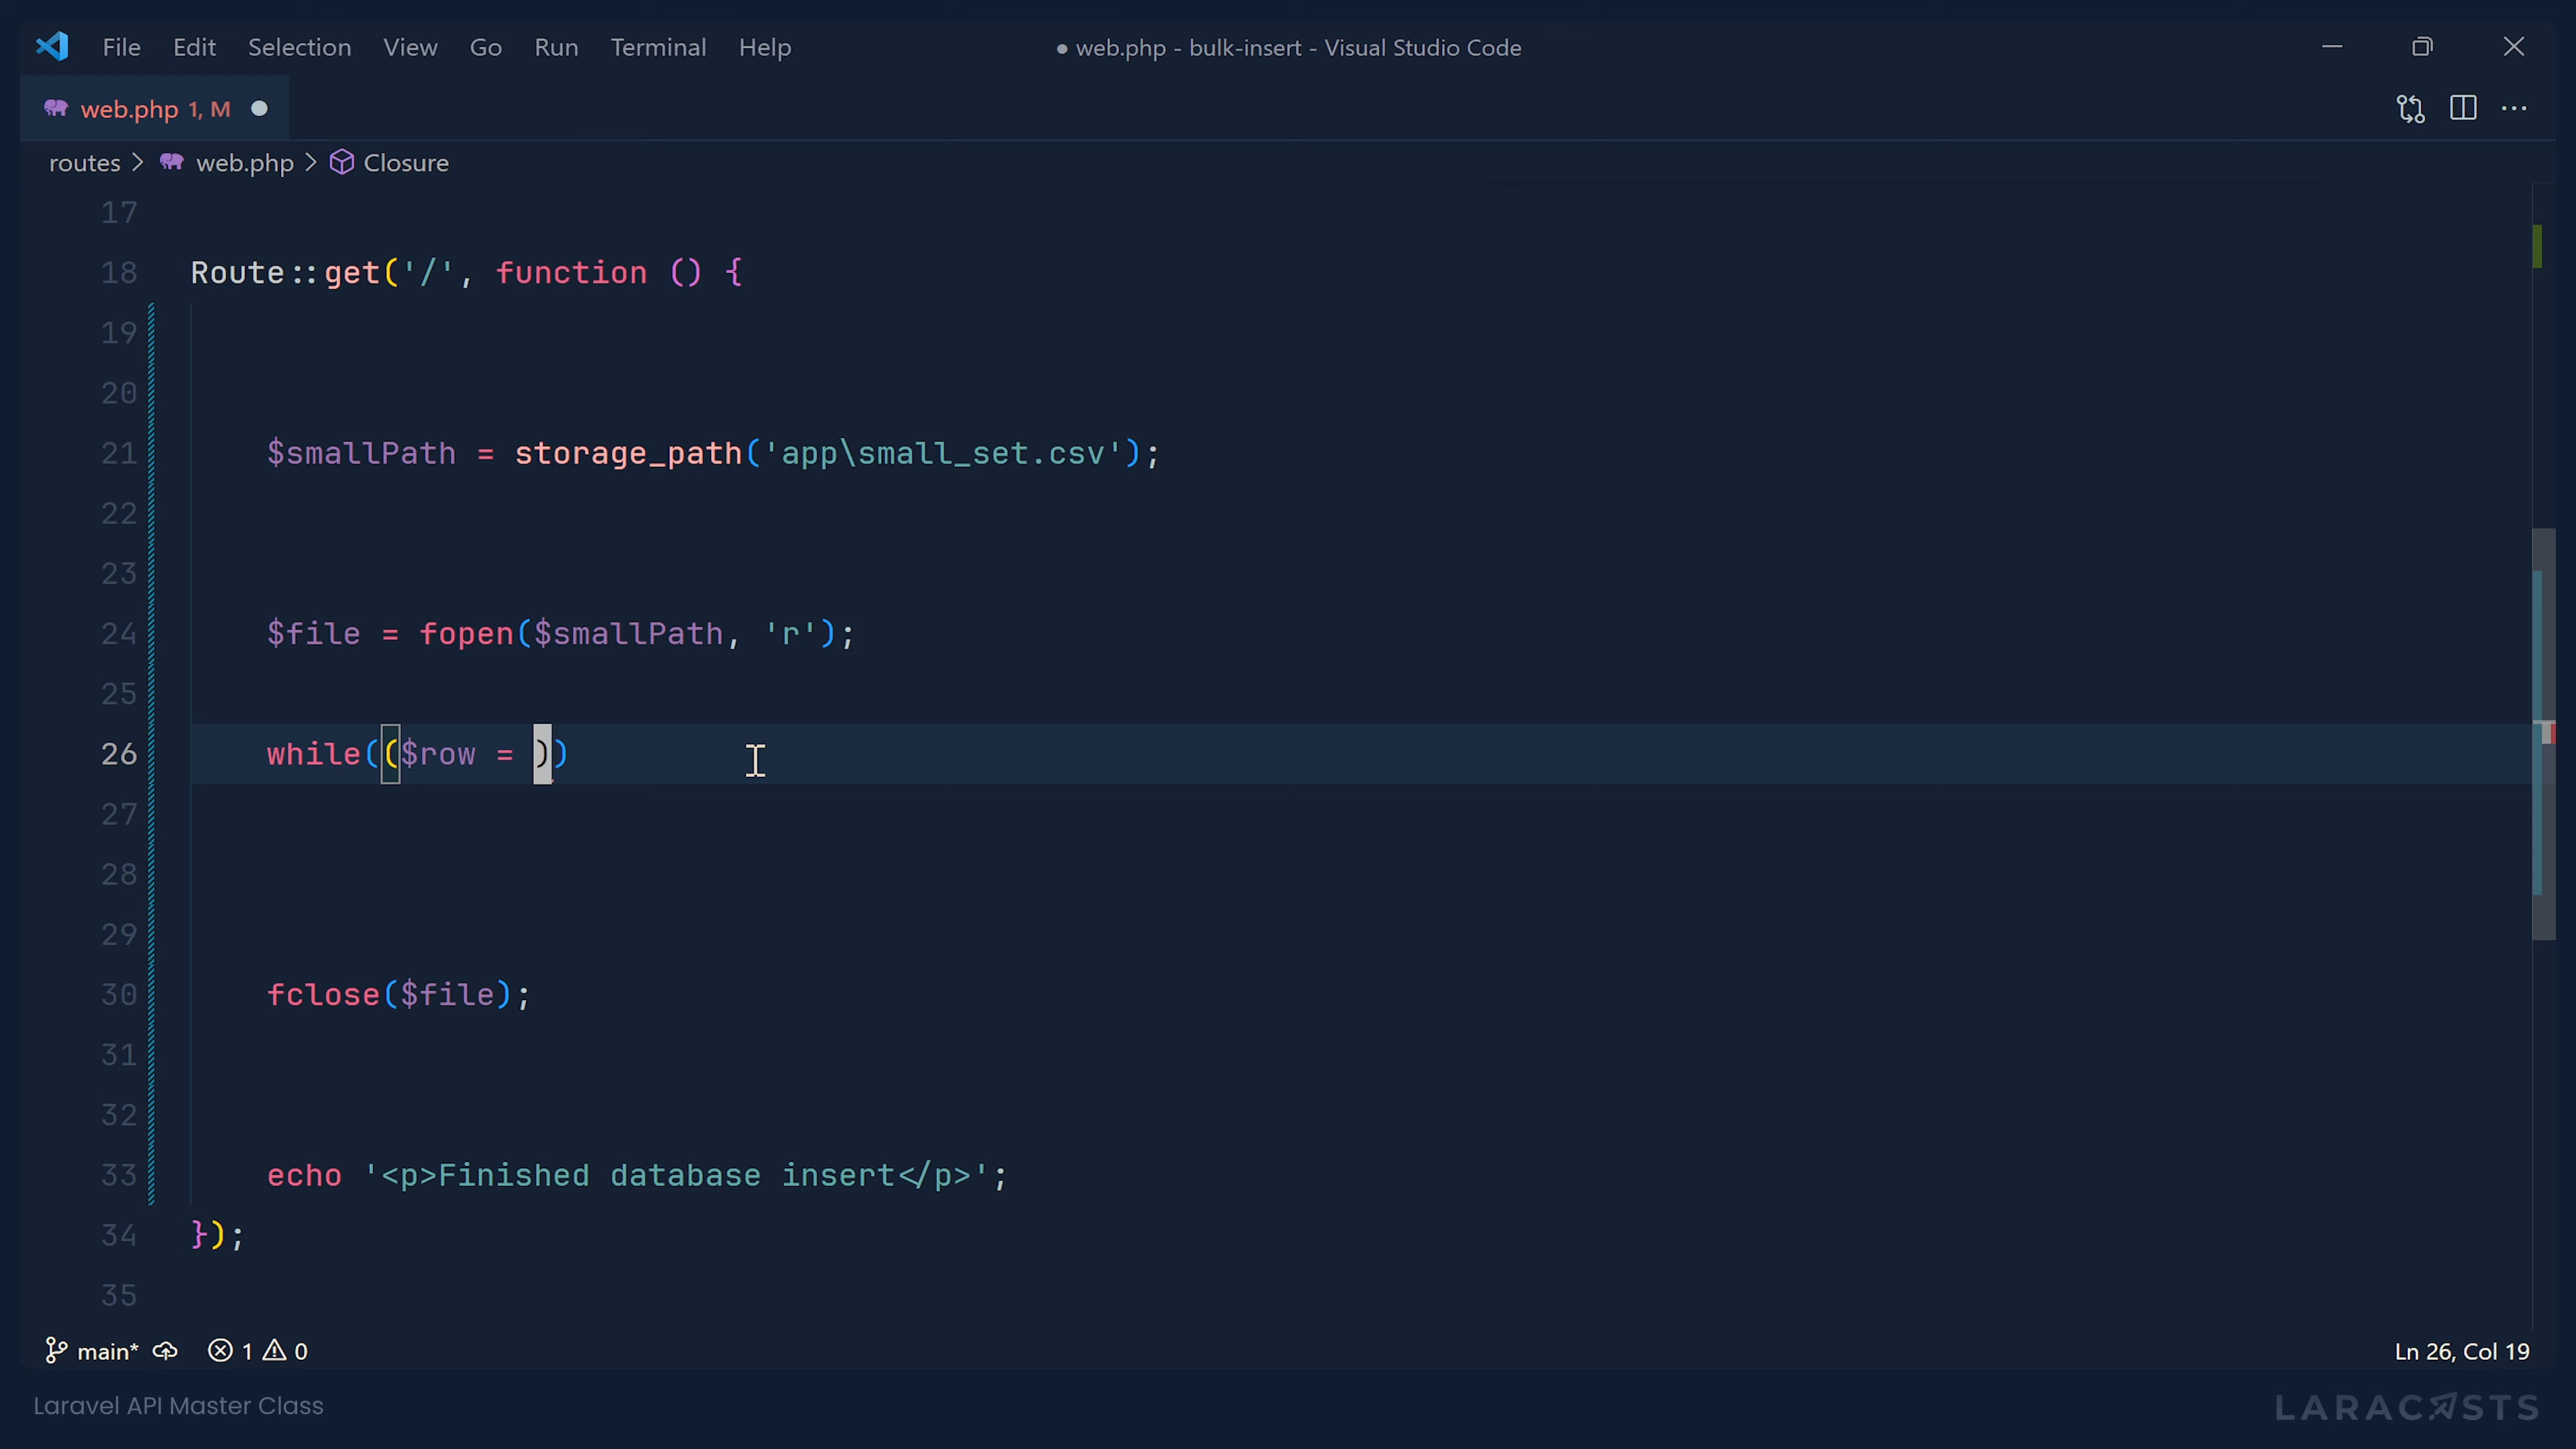 File Edit Selection View Go Run Terminal Help ● web.php - bulk-insert - Visual Studio Code
web.php 1, M
routes > web.php > Closure
17
18 Route::get('/', function () {
19
20
21 $smallPath = storage_path('app\small_set.csv');
22
23
24 $file = fopen($smallPath, 'r');
25
26 while(($row = ))
27
28
29
30 fclose($file);
31
32
33 echo '<p>Finished database insert</p>';
34 });
35
main* 1 0 Ln 26, Col 19
Laravel API Master Class LARACASTS